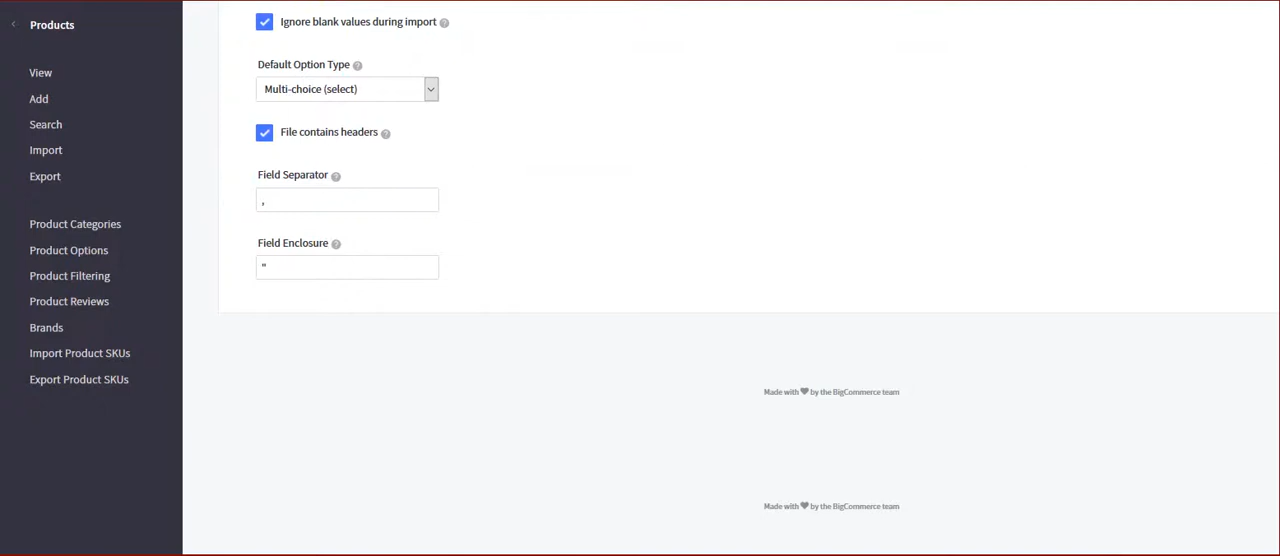 Products
View
Add
Search
Import
Export
Product Categories
Product Options
Product Filtering
Product Reviews
Brands
Import Product SKUs
Export Product SKUs
Ignore blank values during import ?
Default Option Type ?
Multi-choice (select)
File contains headers ?
Field Separator ?
,
Field Enclosure ?
"
Made with ❤ by the BigCommerce team
Made with ❤ by the BigCommerce team